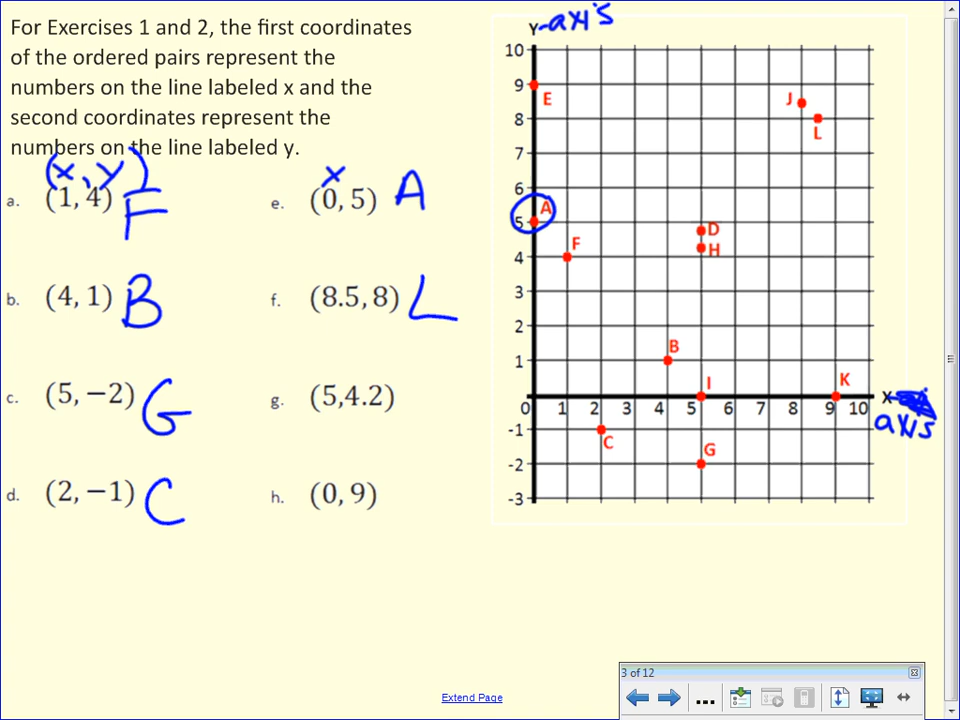 For Exercises 1 and 2, the first coordinates
of the ordered pairs represent the
numbers on the line labeled x and the
second coordinates represent the
numbers on the line labeled y.
(x, y)
a. (1, 4) F
b. (4, 1) B
c. (5, −2) G
d. (2, −1) C
x
e. (0, 5) A
f. (8.5, 8) L
g. (5,4.2)
h. (0, 9)
Y-axis
10
9
E
J
8
L
7
6
A
5
D
F
H
4
3
2
B
1
I
K
0 1 2 3 4 5 6 7 8 9 10 X
axis
-1
C
G
-2
-3
Extend Page
3 of 12